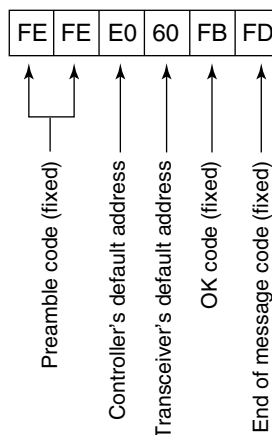 FE FE E0 60 FB FD
Preamble code (fixed)
Controller's default address
Transceiver's default address
OK code (fixed)
End of message code (fixed)